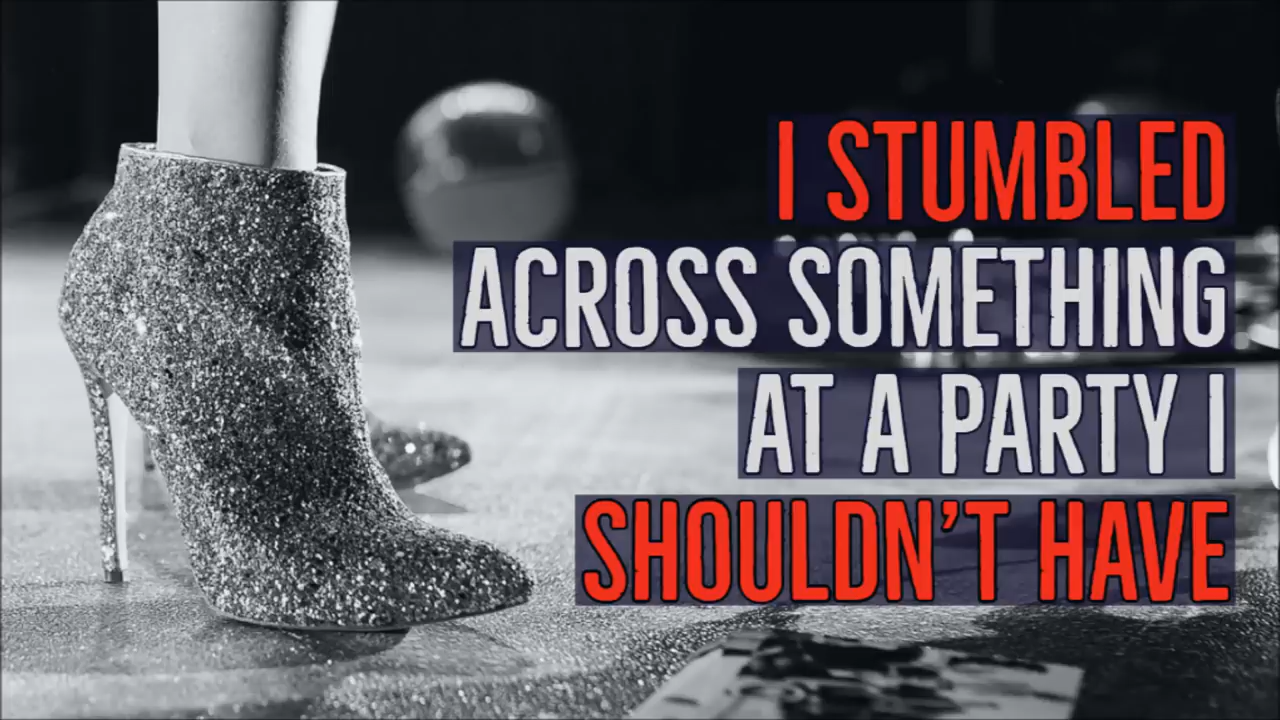 I STUMBLED
ACROSS SOMETHING
AT A PARTY I
SHOULDN'T HAVE